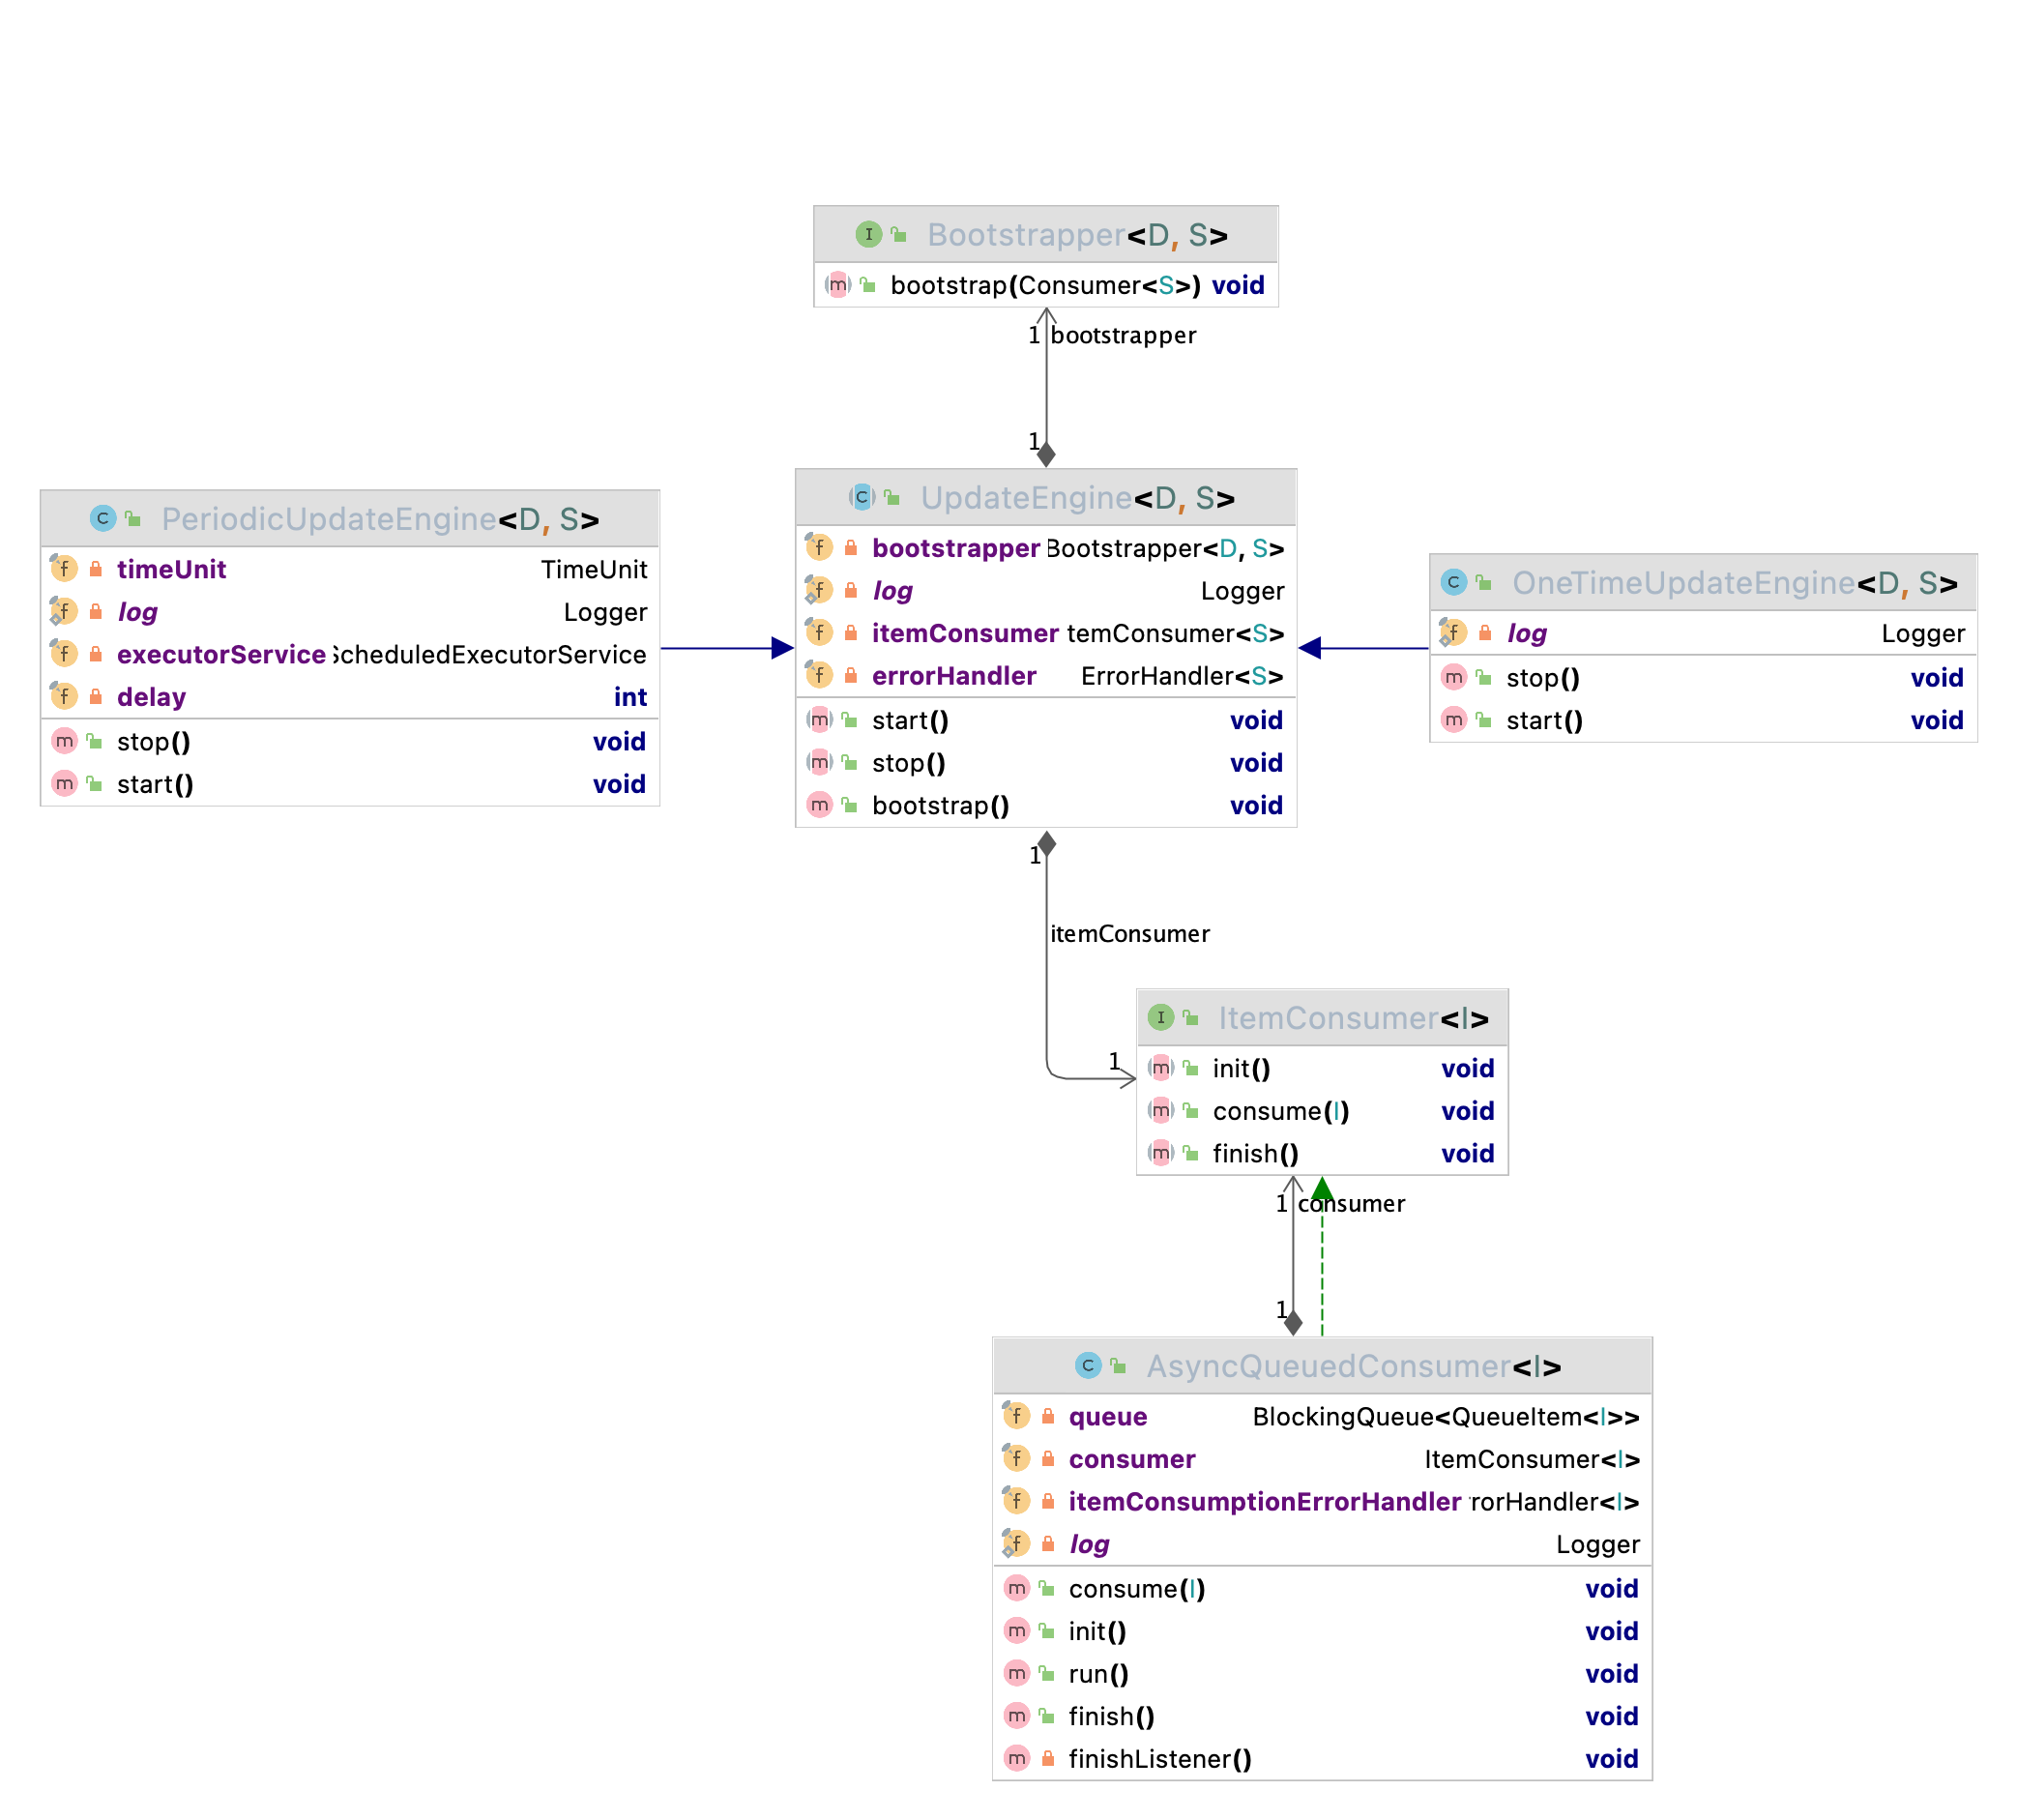 Bootstrapper<D, S>
bootstrap(Consumer<S>) void
1 bootstrapper
1
PeriodicUpdateEngine<D, S>
timeUnit TimeUnit
log Logger
executorService ScheduledExecutorService
delay int
stop() void
start() void
UpdateEngine<D, S>
bootstrapper Bootstrapper<D, S>
log Logger
itemConsumer temConsumer<S>
errorHandler ErrorHandler<S>
start() void
stop() void
bootstrap() void
OneTimeUpdateEngine<D, S>
log Logger
stop() void
start() void
1
itemConsumer
1
ItemConsumer<I>
init() void
consume(I) void
finish() void
1 consumer
1
AsyncQueuedConsumer<I>
queue BlockingQueue<QueueItem<I>>
consumer ItemConsumer<I>
itemConsumptionErrorHandler rorHandler<I>
log Logger
consume(I) void
init() void
run() void
finish() void
finishListener() void